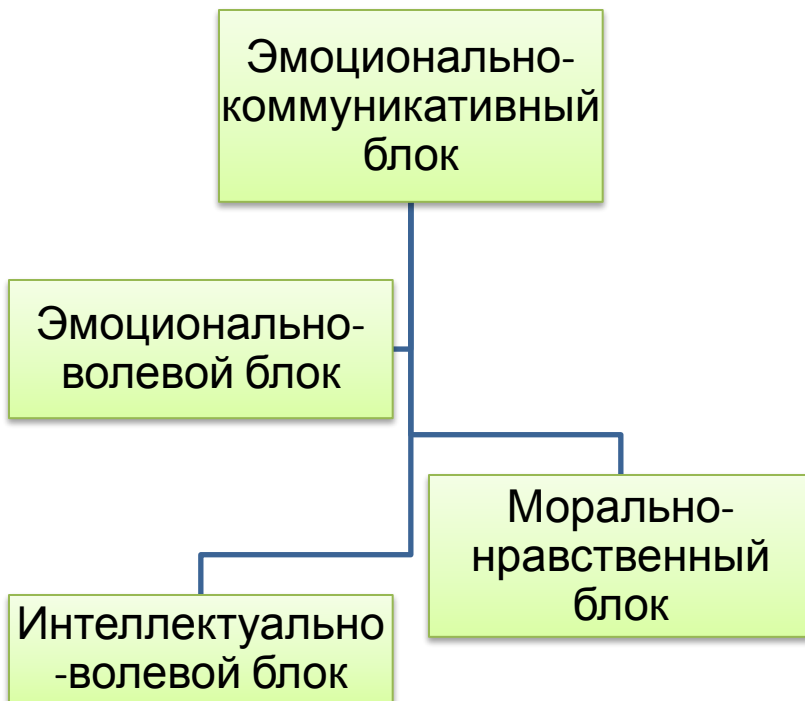 Эмоционально-
коммуникативный
блок
Эмоционально-
волевой блок
Морально-
нравственный
блок
Интеллектуально
-волевой блок